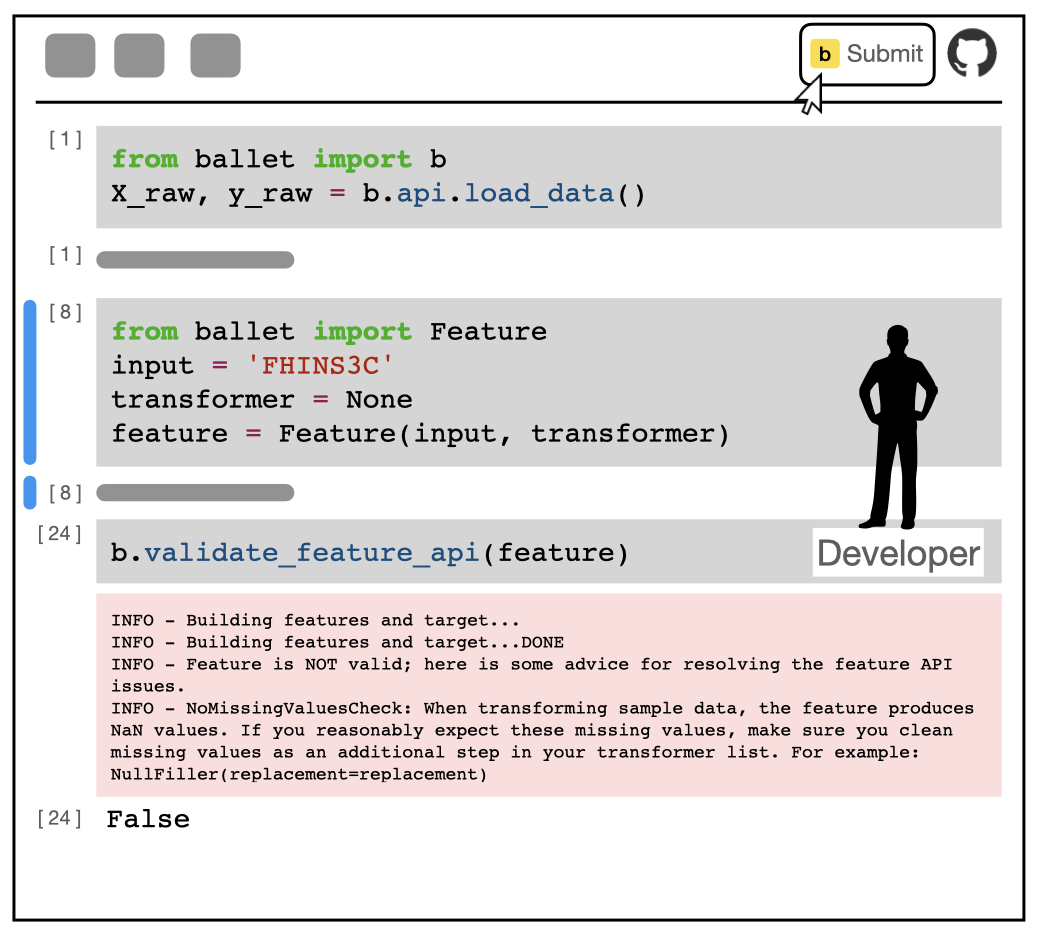 b Submit
[1]
from ballet import b
X_raw, y_raw = b.api.load_data()
[1]
[8]
from ballet import Feature
input = 'FHINS3C'
transformer = None
feature = Feature(input, transformer)
[8]
[24]
b.validate_feature_api(feature)
Developer
INFO - Building features and target...
INFO - Building features and target...DONE
INFO - Feature is NOT valid; here is some advice for resolving the feature API
issues.
INFO - NoMissingValuesCheck: When transforming sample data, the feature produces
NaN values. If you reasonably expect these missing values, make sure you clean
missing values as an additional step in your transformer list. For example:
NullFiller(replacement=replacement)
[24] False